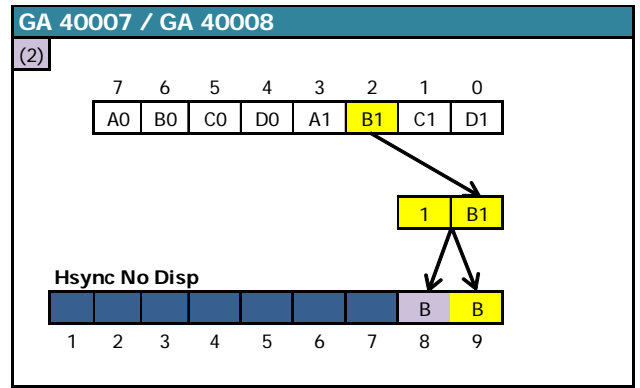 GA 40007 / GA 40008
(2)
7 6 5 4 3 2 1 0
A0 B0 C0 D0 A1 B1 C1 D1
1 B1
Hsync No Disp
B B
1 2 3 4 5 6 7 8 9